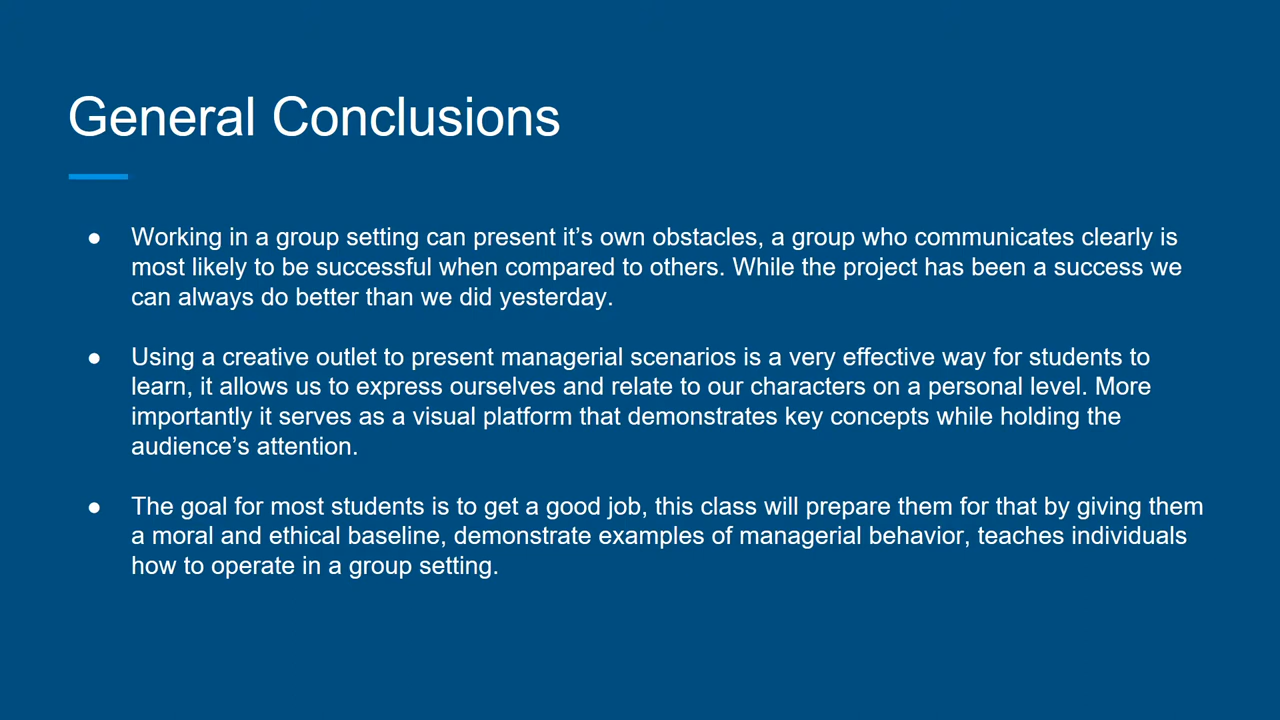 General Conclusions
● Working in a group setting can present it’s own obstacles, a group who communicates clearly is
most likely to be successful when compared to others. While the project has been a success we
can always do better than we did yesterday.
● Using a creative outlet to present managerial scenarios is a very effective way for students to
learn, it allows us to express ourselves and relate to our characters on a personal level. More
importantly it serves as a visual platform that demonstrates key concepts while holding the
audience’s attention.
● The goal for most students is to get a good job, this class will prepare them for that by giving them
a moral and ethical baseline, demonstrate examples of managerial behavior, teaches individuals
how to operate in a group setting.